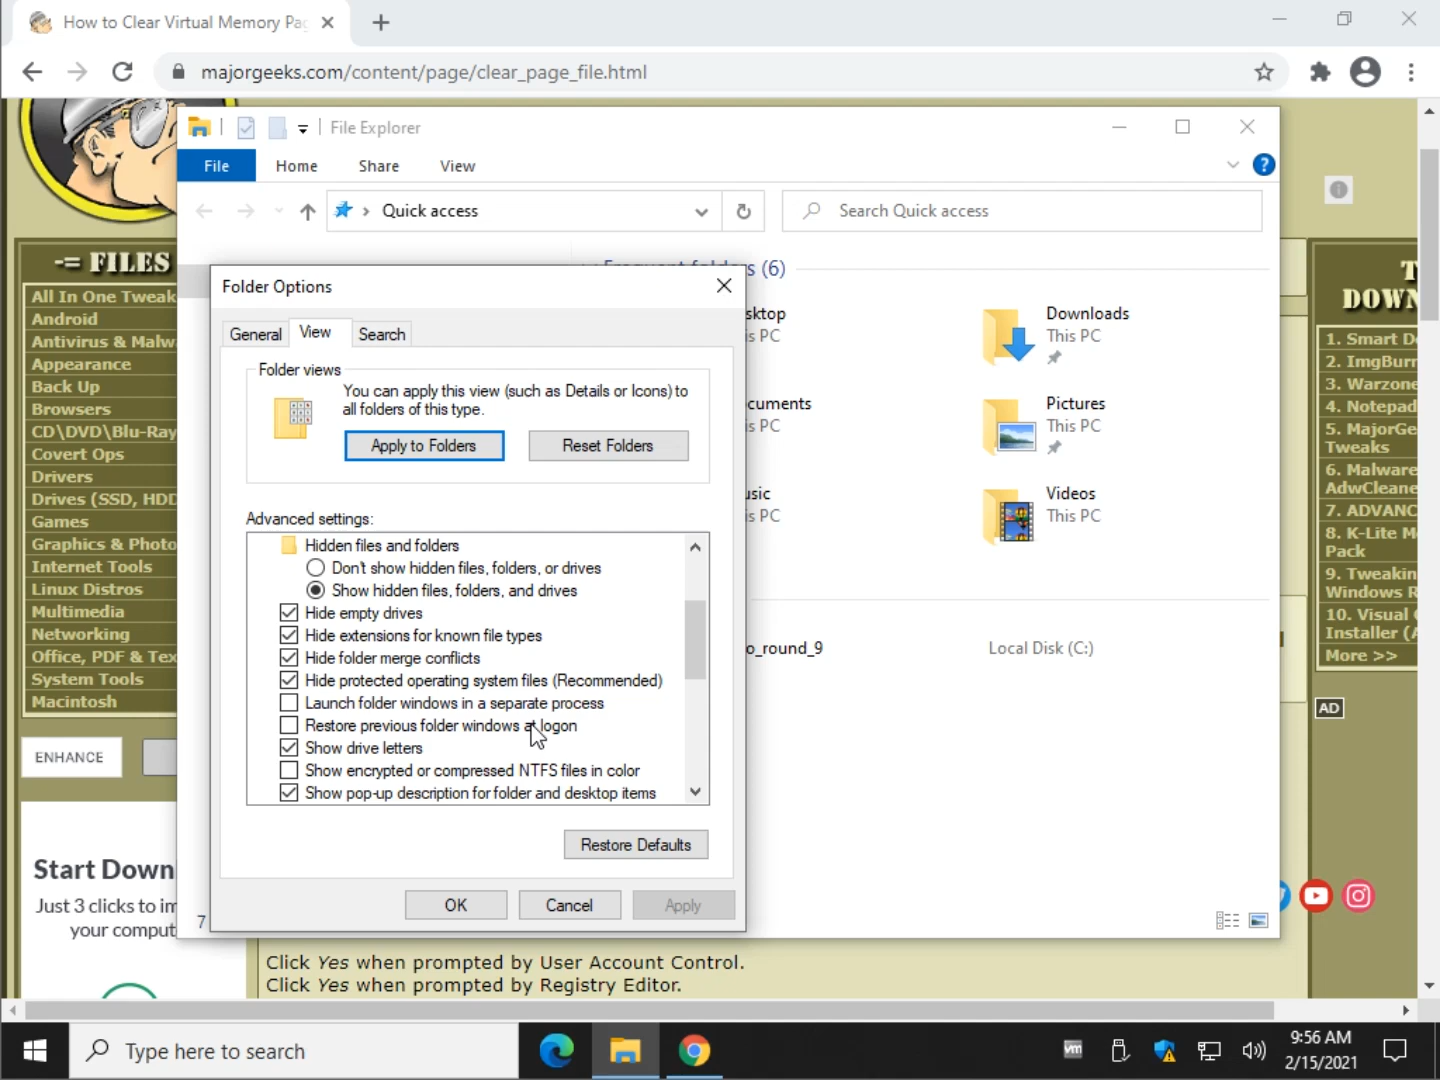 How to Clear Virtual Memory Pa
majorgeeks.com/content/page/clear_page_file.html
File Explorer
File
Home
Share
View
Quick access
Search Quick access
-= FILES
All In One Tweak
Android
Antivirus & Malw
Appearance
Back Up
Browsers
CD\DVD\Blu-Ray
Covert Ops
Drivers
Drives (SSD, HDD
Games
Graphics & Photo
Internet Tools
Linux Distros
Multimedia
Networking
Office, PDF & Tex
System Tools
Macintosh
ENHANCE
Start Down
Just 3 clicks to im
your comput
Folder Options
General
View
Search
Folder views
You can apply this view (such as Details or Icons) to
all folders of this type.
Apply to Folders
Reset Folders
Advanced settings:
Hidden files and folders
Don't show hidden files, folders, or drives
Show hidden files, folders, and drives
Hide empty drives
Hide extensions for known file types
Hide folder merge conflicts
Hide protected operating system files (Recommended)
Launch folder windows in a separate process
Restore previous folder windows at logon
Show drive letters
Show encrypted or compressed NTFS files in color
Show pop-up description for folder and desktop items
Restore Defaults
OK
Cancel
Apply
7
s (6)
sktop
is PC
Downloads
This PC
cuments
is PC
Pictures
This PC
usic
is PC
Videos
This PC
o_round_9
Local Disk (C:)
T
DOWN
1. Smart De
2. ImgBurn
3. Warzone
4. Notepad
5. MajorGe
Tweaks
6. Malware
AdwCleane
7. ADVANC
8. K-Lite M
Pack
9. Tweakin
Windows R
10. Visual
Installer (A
More >>
AD
Click Yes when prompted by User Account Control.
Click Yes when prompted by Registry Editor.
Type here to search
vm
9:56 AM
2/15/2021